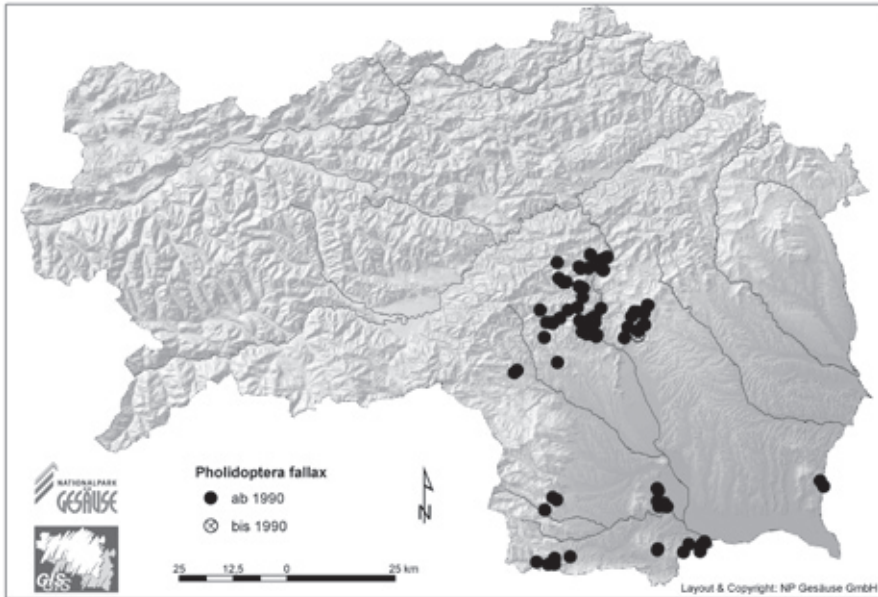 NATIONALPARK
GESÄUSE
GIS
Pholidoptera fallax
ab 1990
bis 1990
N
25 12,5 0 25 km
Layout & Copyright: NP Gesäuse GmbH